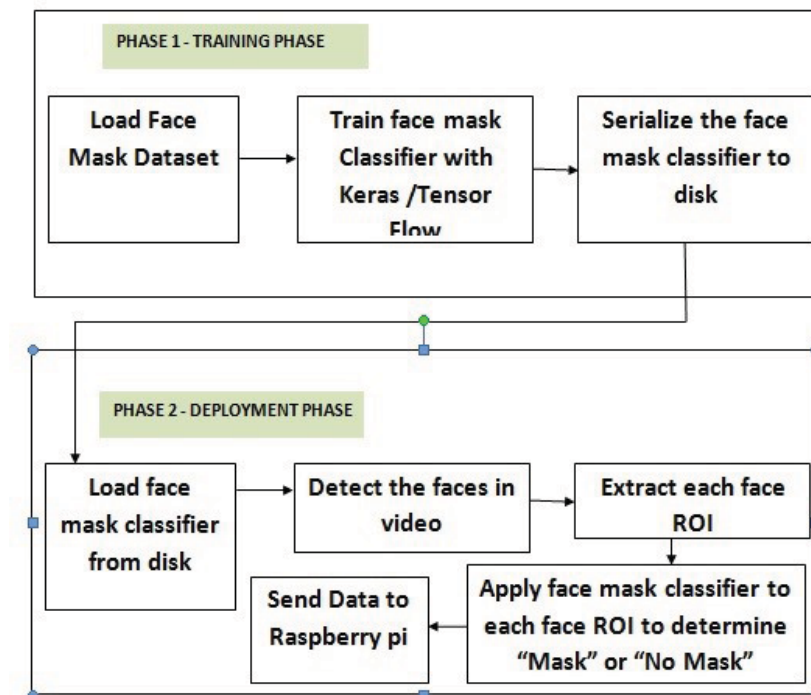 PHASE 1 - TRAINING PHASE
Load Face
Mask Dataset
Train face mask
Classifier with
Keras /Tensor
Flow
Serialize the face
mask classifier to
disk
PHASE 2 - DEPLOYMENT PHASE
Load face
mask classifier
from disk
Detect the faces in
video
Extract each face
ROI
Apply face mask classifier to
each face ROI to determine
“Mask” or “No Mask”
Send Data to
Raspberry pi